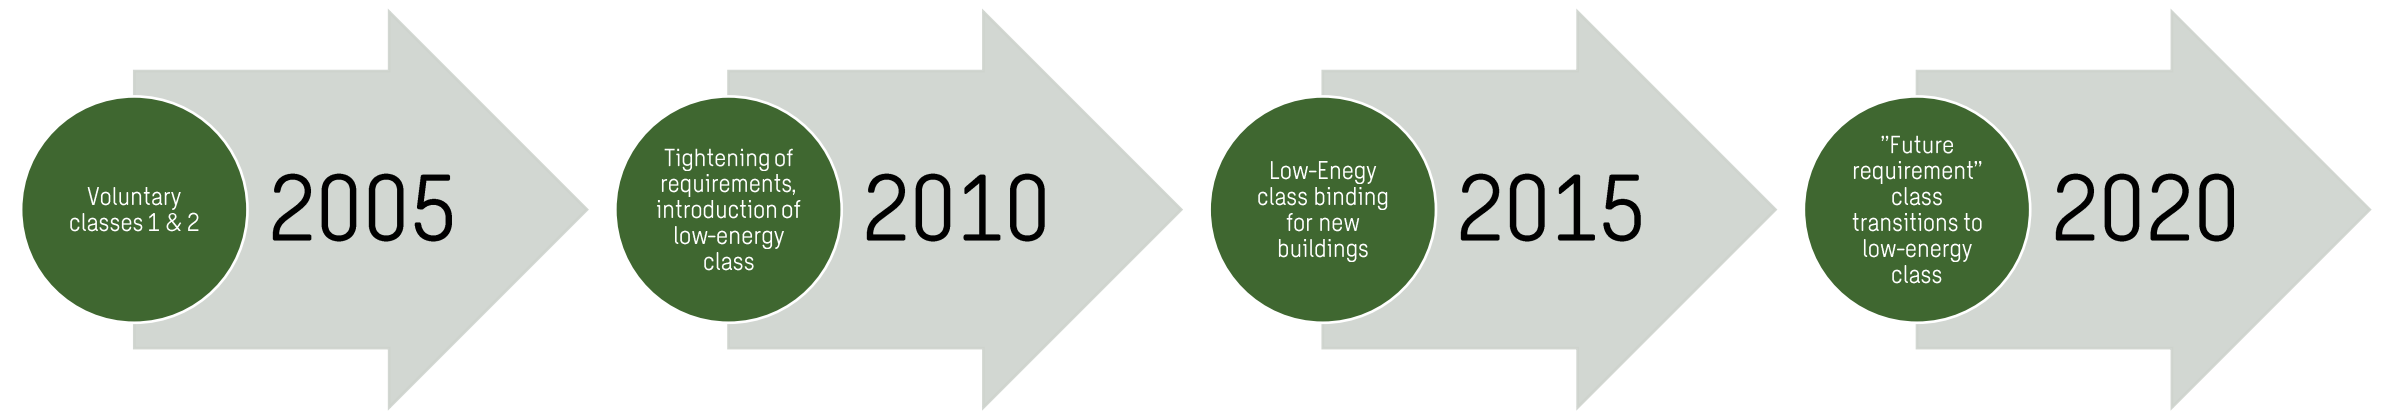 Voluntary
classes 1 & 2
2005
Tightening of
requirements,
introduction of
low-energy
class
2010
Low-Enegy
class binding
for new
buildings
2015
”Future
requirement”
class
transitions to
low-energy
class
2020